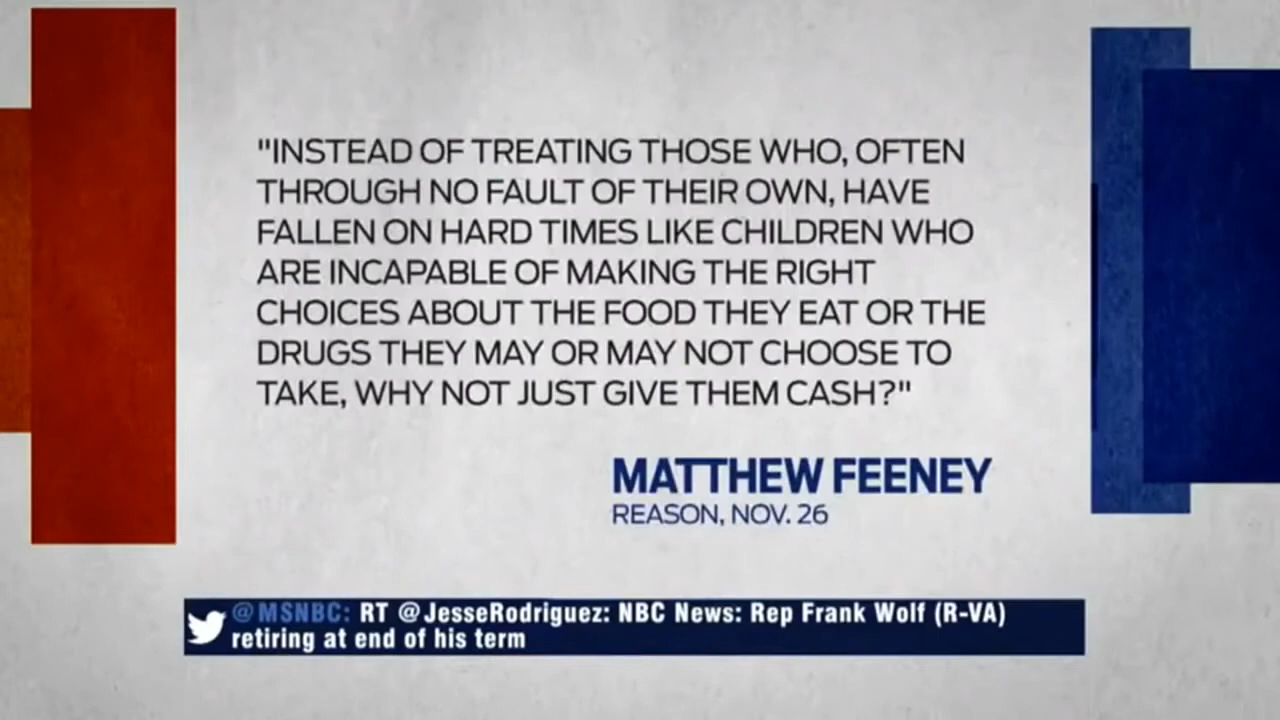 "INSTEAD OF TREATING THOSE WHO, OFTEN
THROUGH NO FAULT OF THEIR OWN, HAVE
FALLEN ON HARD TIMES LIKE CHILDREN WHO
ARE INCAPABLE OF MAKING THE RIGHT
CHOICES ABOUT THE FOOD THEY EAT OR THE
DRUGS THEY MAY OR MAY NOT CHOOSE TO
TAKE, WHY NOT JUST GIVE THEM CASH?"
MATTHEW FEENEY
REASON, NOV. 26
@MSNBC: RT @JesseRodriguez: NBC News: Rep Frank Wolf (R-VA)
retiring at end of his term